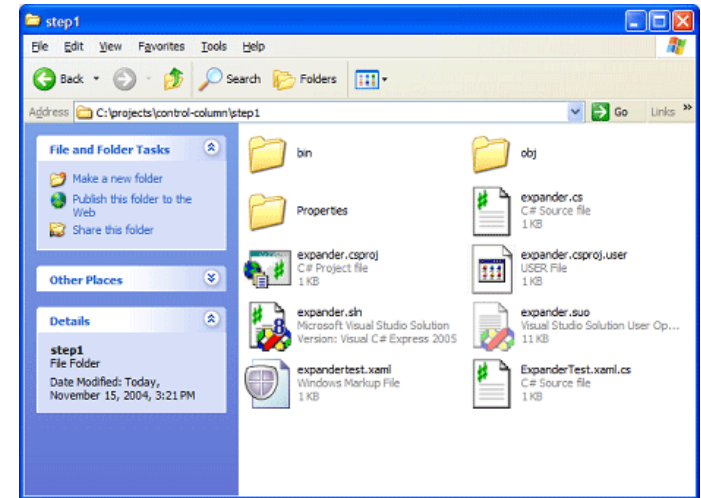 step1
File Edit View Favorites Tools Help
Back Search Folders
Address C:\projects\control-column\step1 Go Links »
File and Folder Tasks
Make a new folder
Publish this folder to the
Web
Share this folder
Other Places
Details
step1
File Folder
Date Modified: Today,
November 15, 2004, 3:21 PM
bin
obj
Properties
expander.cs
C# Source file
1 KB
expander.csproj
C# Project file
1 KB
expander.csproj.user
USER File
1 KB
expander.sln
Microsoft Visual Studio Solution
Version: Visual C# Express 2005
expander.suo
Visual Studio Solution User Op...
11 KB
expandertest.xaml
Windows Markup File
1 KB
ExpanderTest.xaml.cs
C# Source file
1 KB